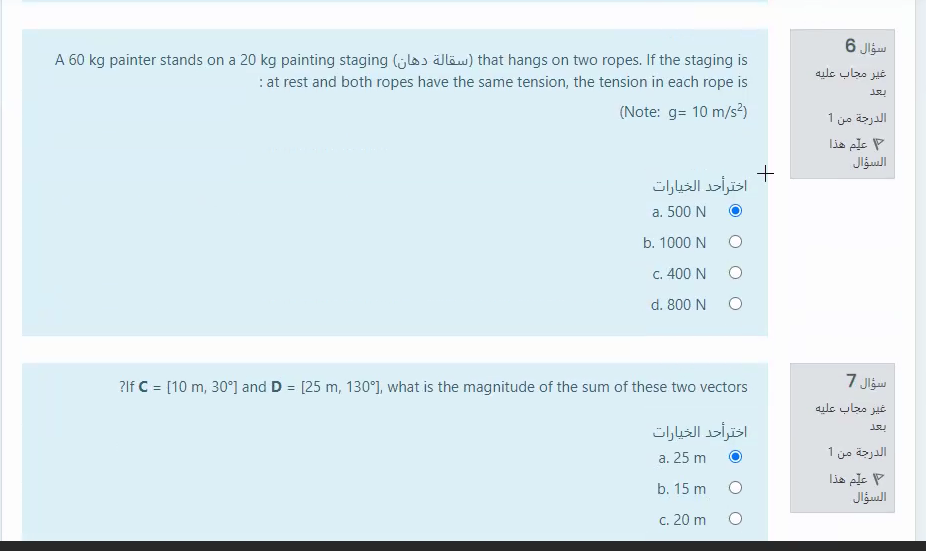 سؤال 6
غير مجاب عليه
بعد
الدرجة من 1
علِّم هذا
السؤال
A 60 kg painter stands on a 20 kg painting staging (سقالة دهان) that hangs on two ropes. If the staging is
: at rest and both ropes have the same tension, the tension in each rope is
(Note: g= 10 m/s²)
اخترأحد الخيارات
a. 500 N
b. 1000 N
c. 400 N
d. 800 N
سؤال 7
غير مجاب عليه
بعد
الدرجة من 1
علِّم هذا
السؤال
?If C = [10 m, 30°] and D = [25 m, 130°], what is the magnitude of the sum of these two vectors
اخترأحد الخيارات
a. 25 m
b. 15 m
c. 20 m